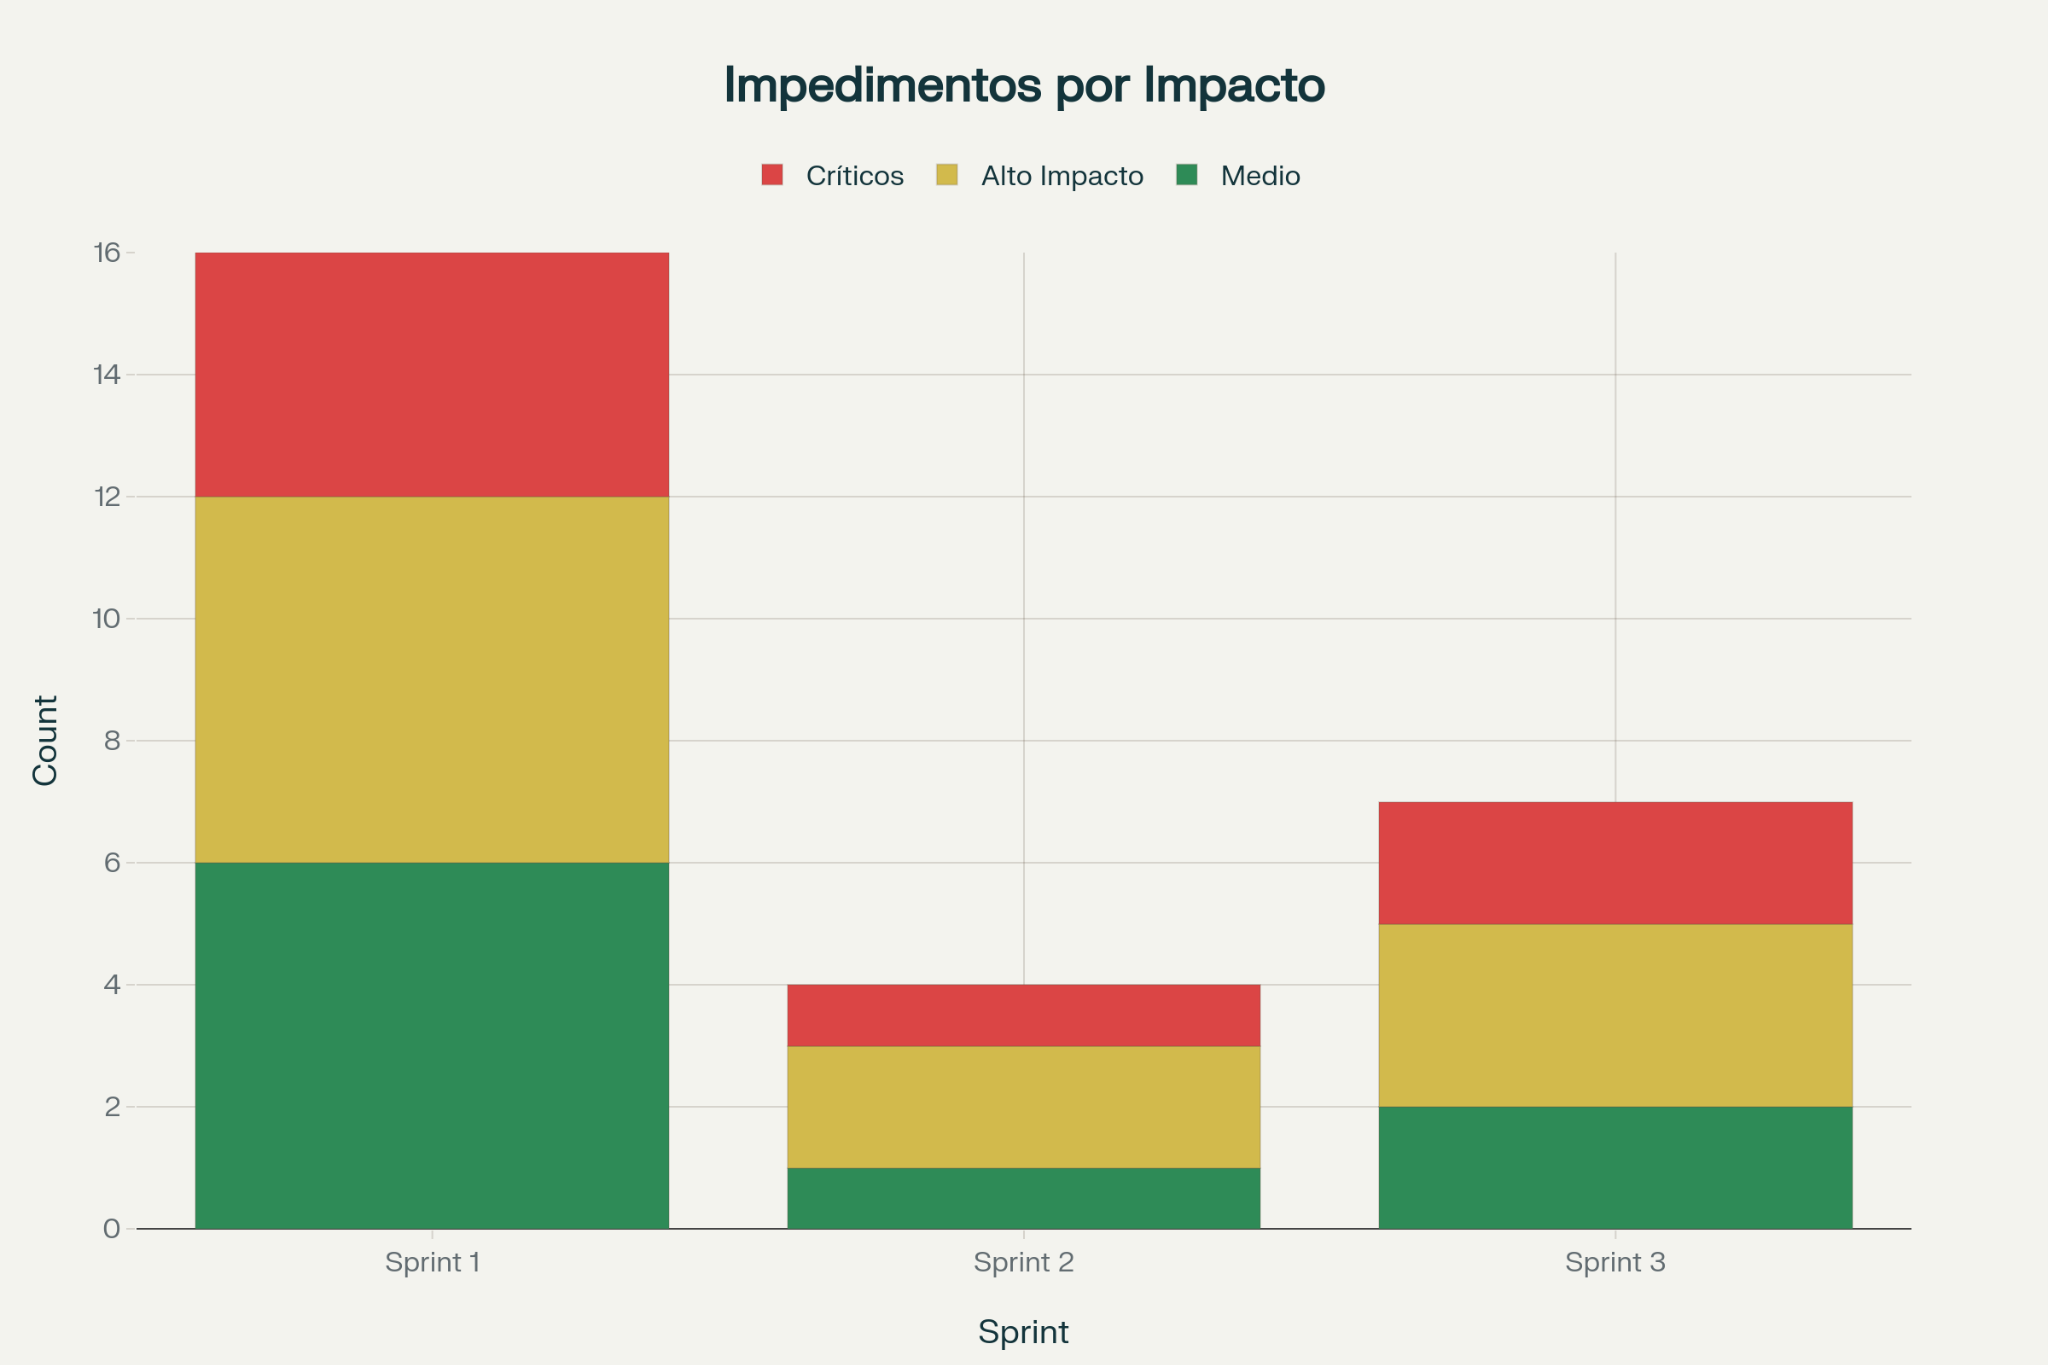 Impedimentos por Impacto
Críticos Alto Impacto Medio
16
14
12
10
8
6
4
2
0
Count
Sprint 1 Sprint 2 Sprint 3
Sprint